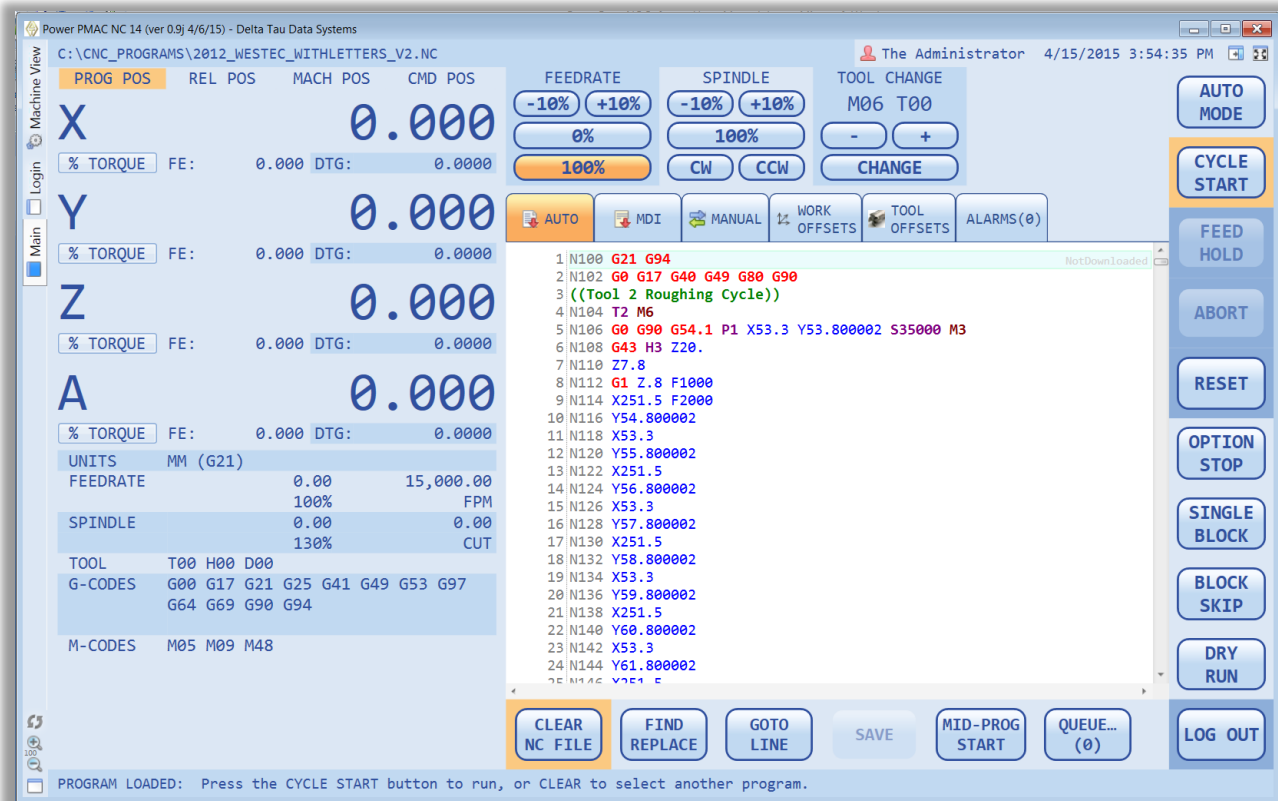 Power PMAC NC 14 (ver 0.9j 4/6/15) - Delta Tau Data Systems
C:\CNC_PROGRAMS\2012_WESTEC_WITHLETTERS_V2.NC
The Administrator 4/15/2015 3:54:35 PM
Machine View
Login
Main
100
PROG POS REL POS MACH POS CMD POS
X 0.000
% TORQUE FE: 0.000 DTG: 0.0000
Y 0.000
% TORQUE FE: 0.000 DTG: 0.0000
Z 0.000
% TORQUE FE: 0.000 DTG: 0.0000
A 0.000
% TORQUE FE: 0.000 DTG: 0.0000
UNITS MM (G21)
FEEDRATE 0.00 15,000.00
100% FPM
SPINDLE 0.00 0.00
130% CUT
TOOL T00 H00 D00
G-CODES G00 G17 G21 G25 G41 G49 G53 G97
G64 G69 G90 G94
M-CODES M05 M09 M48
FEEDRATE
-10% +10%
0%
100%
SPINDLE
-10% +10%
100%
CW CCW
TOOL CHANGE
M06 T00
- +
CHANGE
AUTO
MDI
MANUAL
WORK
OFFSETS
TOOL
OFFSETS
ALARMS(0)
1 N100 G21 G94 NotDownloaded
2 N102 G0 G17 G40 G49 G80 G90
3 ((Tool 2 Roughing Cycle))
4 N104 T2 M6
5 N106 G0 G90 G54.1 P1 X53.3 Y53.800002 S35000 M3
6 N108 G43 H3 Z20.
7 N110 Z7.8
8 N112 G1 Z.8 F1000
9 N114 X251.5 F2000
10 N116 Y54.800002
11 N118 X53.3
12 N120 Y55.800002
13 N122 X251.5
14 N124 Y56.800002
15 N126 X53.3
16 N128 Y57.800002
17 N130 X251.5
18 N132 Y58.800002
19 N134 X53.3
20 N136 Y59.800002
21 N138 X251.5
22 N140 Y60.800002
23 N142 X53.3
24 N144 Y61.800002
25 N146 X251.5
CLEAR
NC FILE
FIND
REPLACE
GOTO
LINE
SAVE
MID-PROG
START
QUEUE…
(0)
AUTO
MODE
CYCLE
START
FEED
HOLD
ABORT
RESET
OPTION
STOP
SINGLE
BLOCK
BLOCK
SKIP
DRY
RUN
LOG OUT
PROGRAM LOADED: Press the CYCLE START button to run, or CLEAR to select another program.